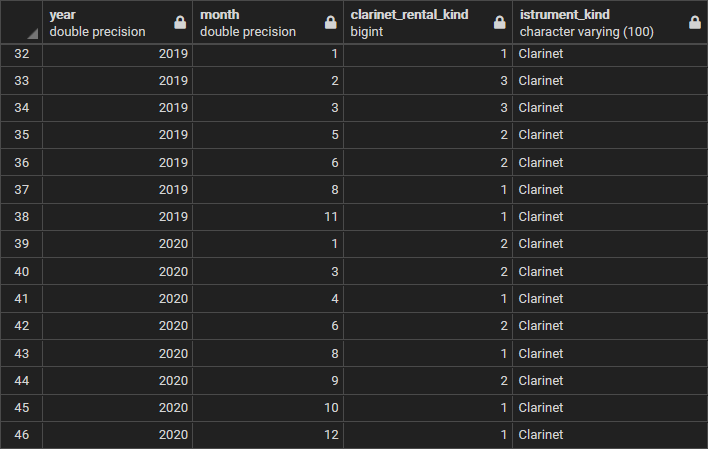 year month clarinet_rental_kind istrument_kind
double precision double precision bigint character varying (100)
32 2019 1 1 Clarinet
33 2019 2 3 Clarinet
34 2019 3 3 Clarinet
35 2019 5 2 Clarinet
36 2019 6 2 Clarinet
37 2019 8 1 Clarinet
38 2019 11 1 Clarinet
39 2020 1 2 Clarinet
40 2020 3 2 Clarinet
41 2020 4 1 Clarinet
42 2020 6 2 Clarinet
43 2020 8 1 Clarinet
44 2020 9 2 Clarinet
45 2020 10 1 Clarinet
46 2020 12 1 Clarinet